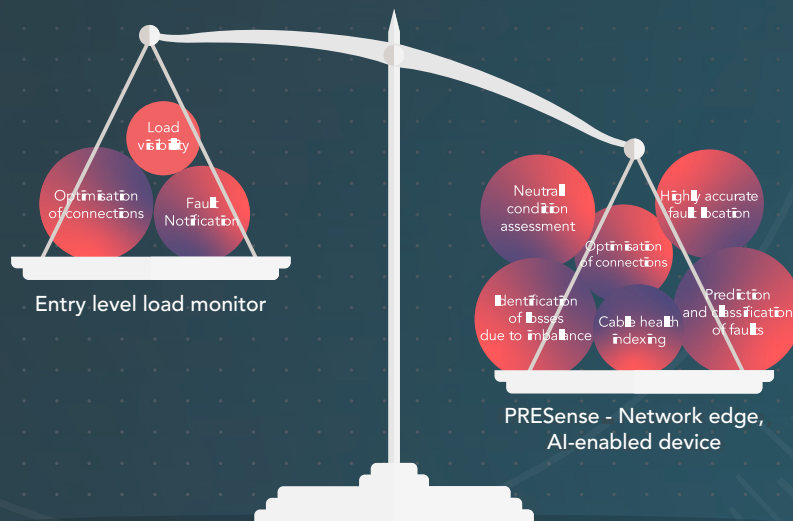 Load
visibility
Optimisation
of connections
Fault
Notification
Entry level load monitor
Neutral
condition
assessment
Highly accurate
fault location
Optimisation
of connections
Identification
of losses
due to imbalance
Cable health
indexing
Prediction
and classification
of faults
PRESense - Network edge,
AI-enabled device